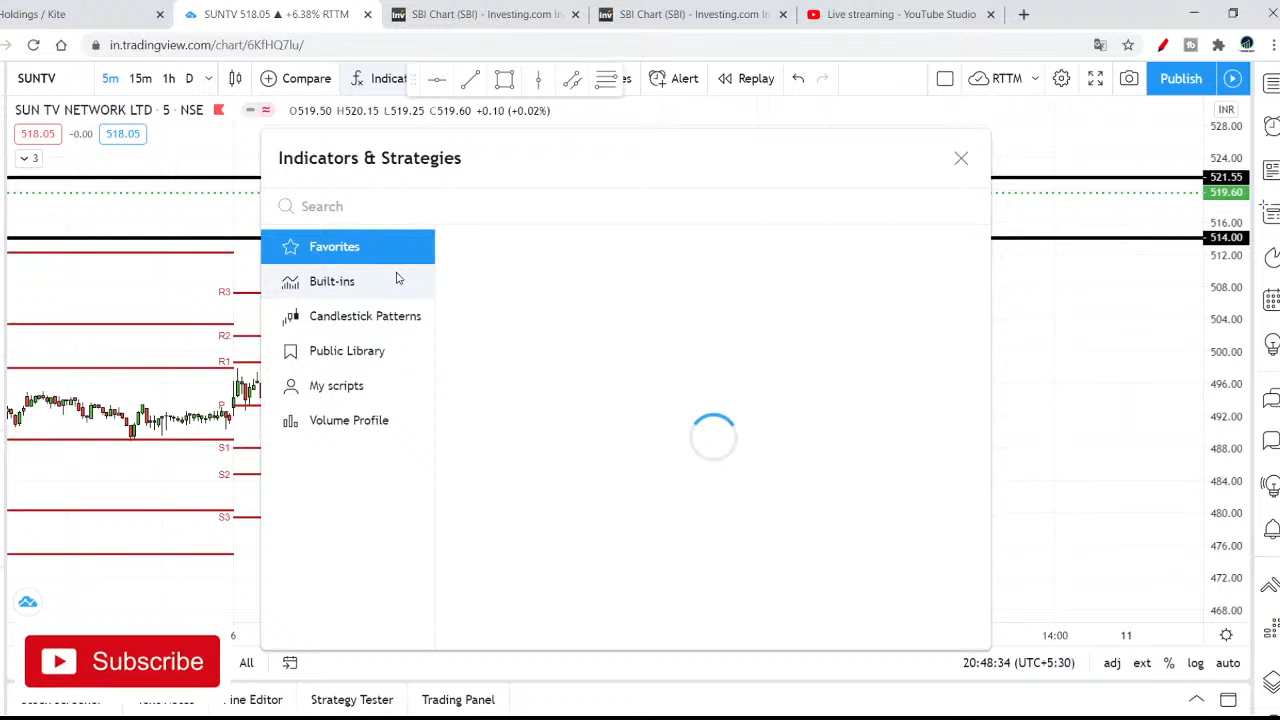 Holdings / Kite
SUNTV 518.05 ▲ +6.38% RTTM
SBI Chart (SBI) - Investing.com In
SBI Chart (SBI) - Investing.com In
Live streaming - YouTube Studio
in.tradingview.com/chart/6KfHQ7lu/
SUNTV 5m 15m 1h D Compare Indicat es Alert Replay RTTM Publish
SUN TV NETWORK LTD · 5 · NSE O519.50 H520.15 L519.25 C519.60 +0.10 (+0.02%) INR
518.05 −0.00 518.05
3
Indicators & Strategies
Search
Favorites
Built-ins
Candlestick Patterns
Public Library
My scripts
Volume Profile
528.00
524.00
521.55
519.60
516.00
514.00
512.00
508.00
504.00
500.00
496.00
492.00
488.00
484.00
480.00
476.00
472.00
468.00
R3
R2
R1
P
S1
S2
S3
6 14:00 11
Subscribe
All 20:48:34 (UTC+5:30) adj ext % log auto
Strategy Tester Trading Panel